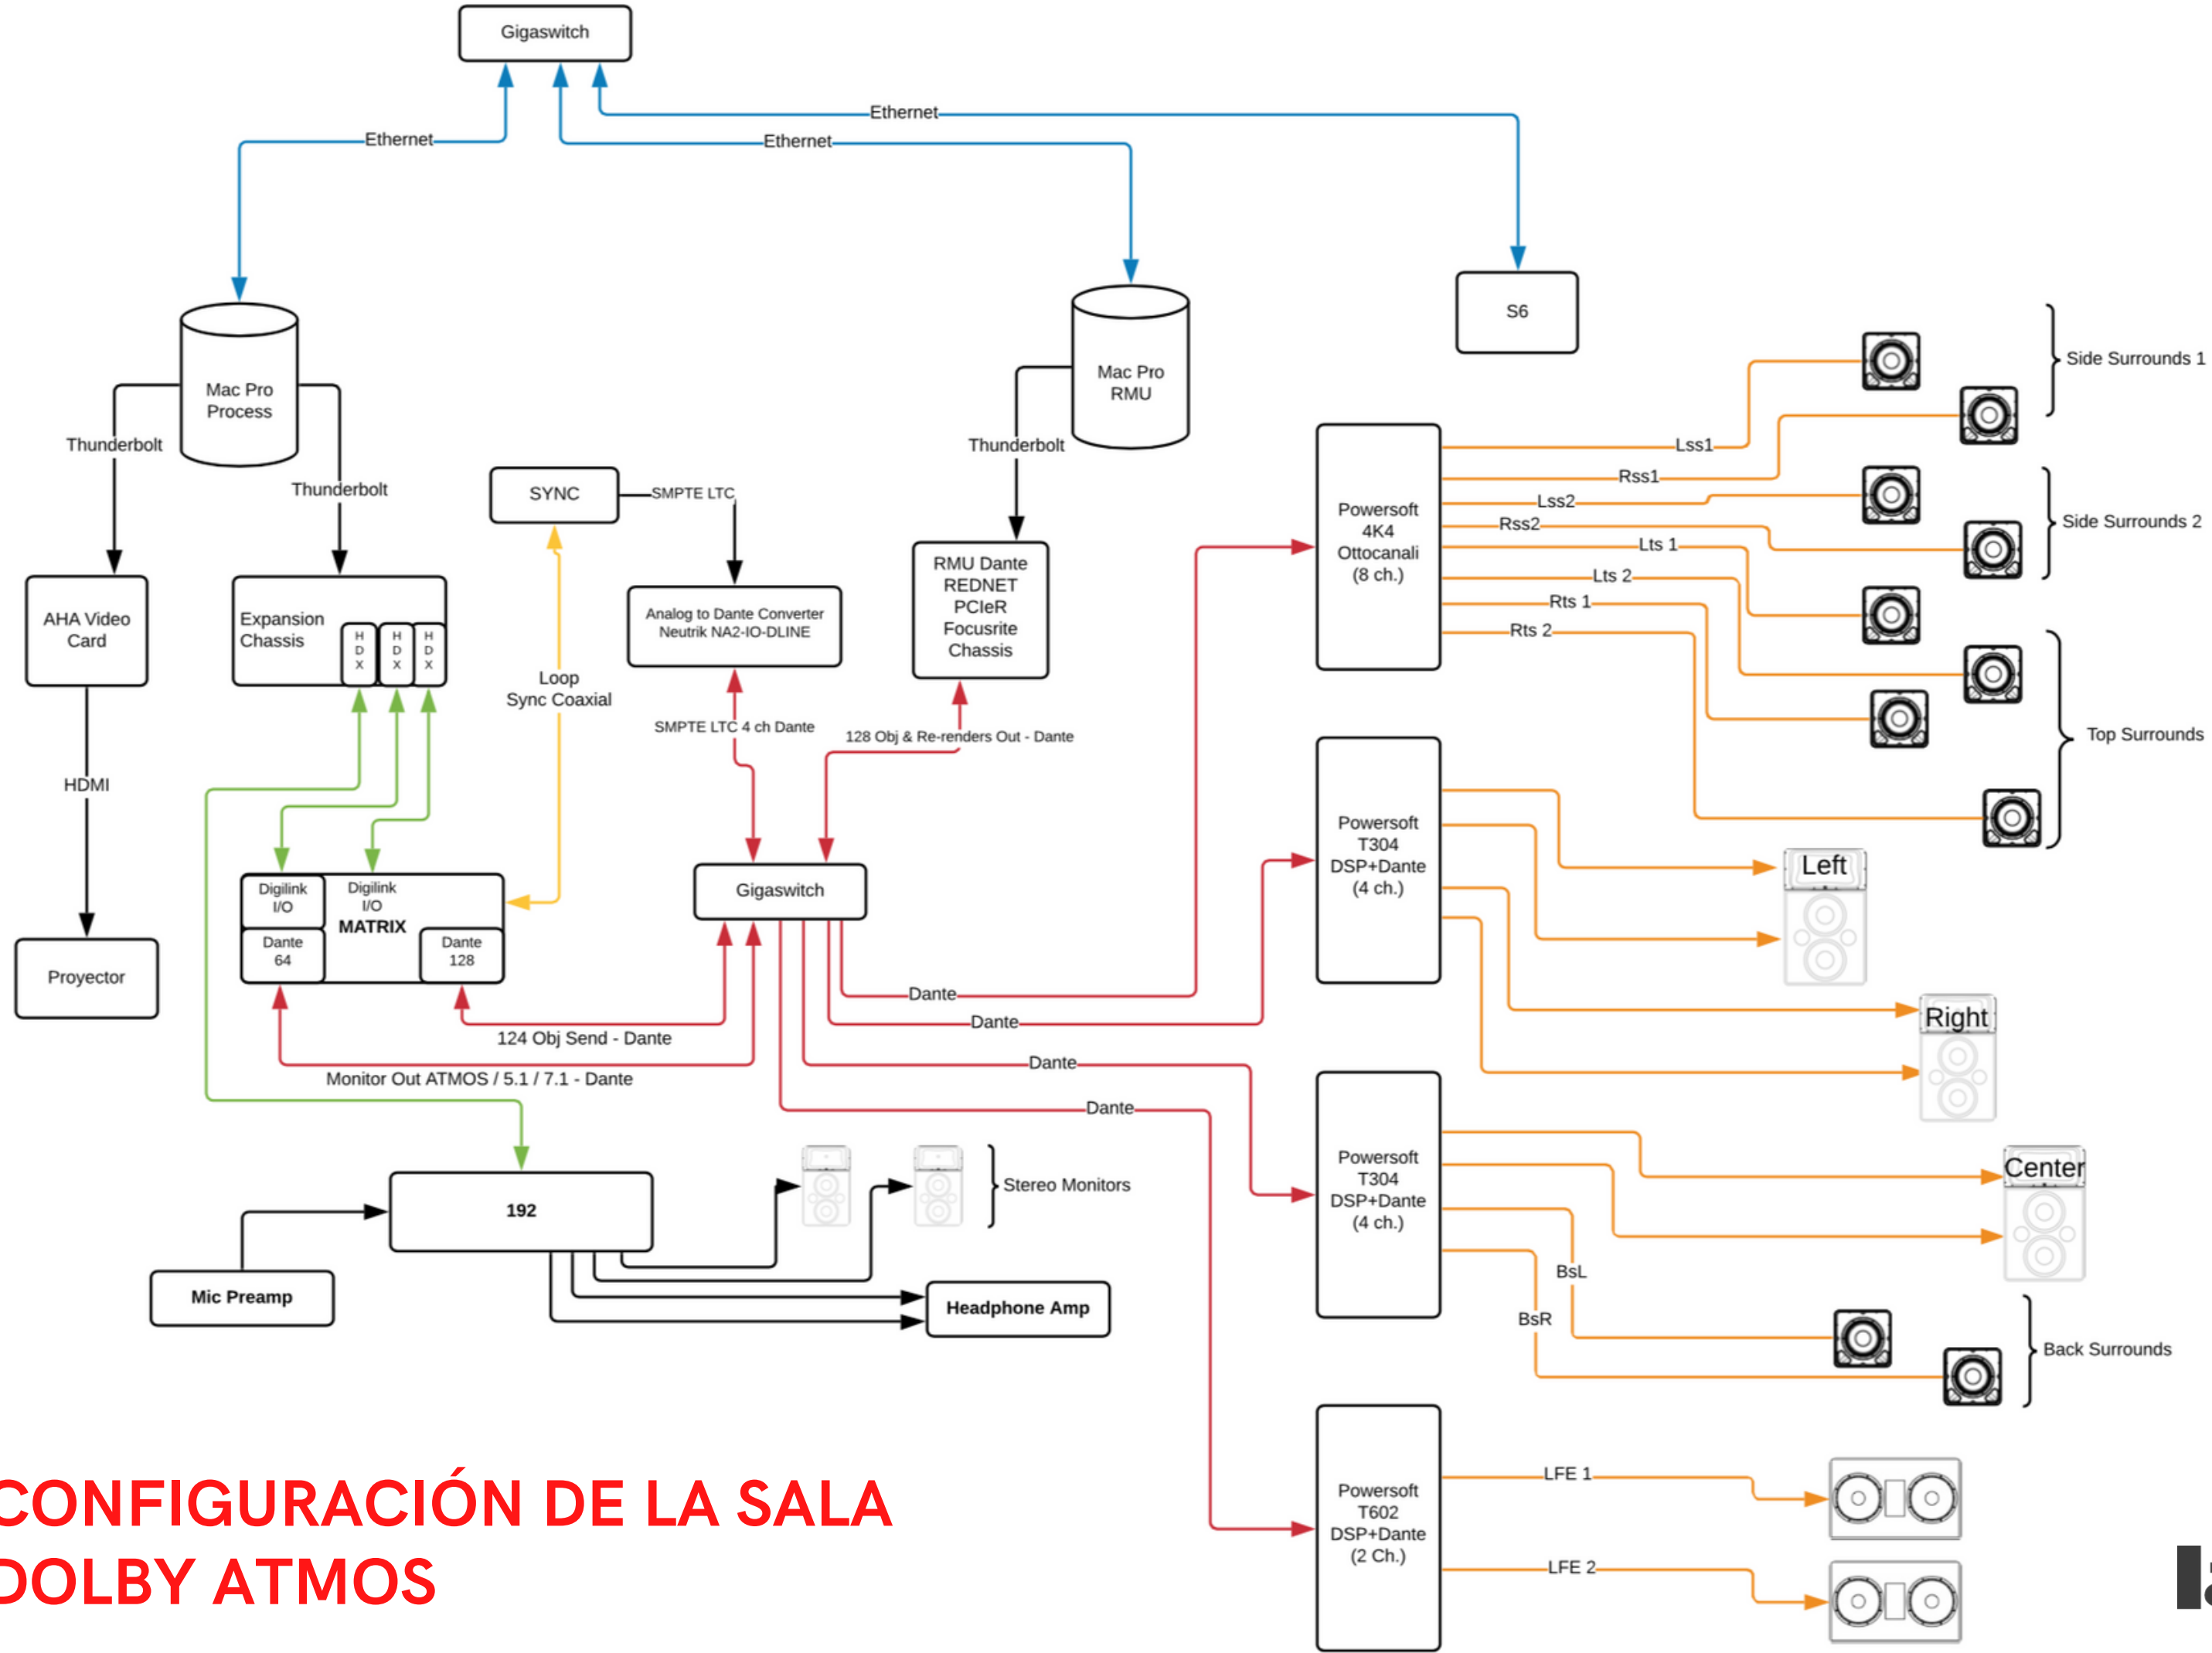 Gigaswitch
Ethernet
Ethernet
Ethernet
Mac Pro
Process
Mac Pro
RMU
S6
Thunderbolt
Thunderbolt
Thunderbolt
SYNC
SMPTE LTC
AHA Video
Card
Expansion
Chassis
H
D
X
H
D
X
H
D
X
Analog to Dante Converter
Neutrik NA2-IO-DLINE
RMU Dante
REDNET
PCIeR
Focusrite
Chassis
Loop
Sync Coaxial
SMPTE LTC 4 ch Dante
128 Obj & Re-renders Out - Dante
HDMI
Proyector
Digilink
I/O
Digilink
I/O
MATRIX
Dante
64
Dante
128
Gigaswitch
124 Obj Send - Dante
Monitor Out ATMOS / 5.1 / 7.1 - Dante
Dante
Dante
Dante
Dante
192
Mic Preamp
Stereo Monitors
Headphone Amp
Powersoft
4K4
Ottocanali
(8 ch.)
Lss1
Rss1
Lss2
Rss2
Lts 1
Lts 2
Rts 1
Rts 2
Side Surrounds 1
Side Surrounds 2
Top Surrounds
Powersoft
T304
DSP+Dante
(4 ch.)
Left
Right
Powersoft
T304
DSP+Dante
(4 ch.)
Center
BsL
BsR
Back Surrounds
Powersoft
T602
DSP+Dante
(2 Ch.)
LFE 1
LFE 2
CONFIGURACIÓN DE LA SALA
DOLBY ATMOS